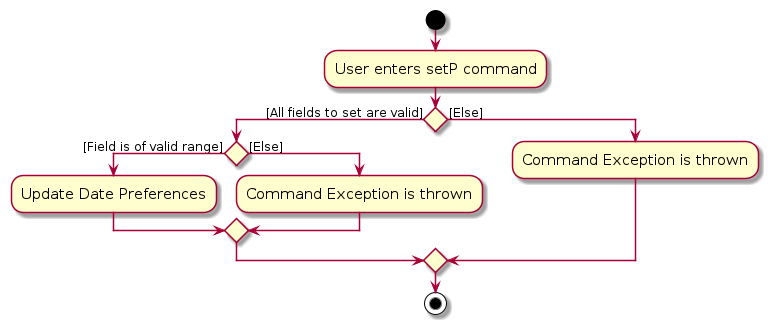 User enters setP command
[All fields to set are valid]
[Else]
[Field is of valid range]
[Else]
Command Exception is thrown
Update Date Preferences
Command Exception is thrown